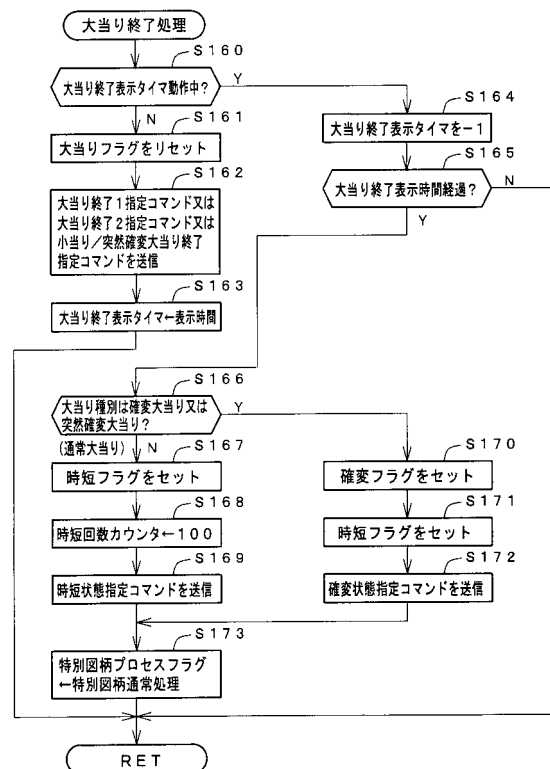 大当り終了処理
S160
大当り終了表示タイマ動作中?
Y
N
S161
大当りフラグをリセット
S162
大当り終了1指定コマンド又は
大当り終了2指定コマンド又は
小当り/突然確変大当り終了
指定コマンドを送信
S163
大当り終了表示タイマ←表示時間
S164
大当り終了表示タイマを-1
S165
大当り終了表示時間経過?
N
Y
S166
大当り種別は確変大当り又は
突然確変大当り?
Y
(通常大当り)
N
S167
時短フラグをセット
S168
時短回数カウンタ←100
S169
時短状態指定コマンドを送信
S170
確変フラグをセット
S171
時短フラグをセット
S172
確変状態指定コマンドを送信
S173
特別図柄プロセスフラグ
←特別図柄通常処理
RET